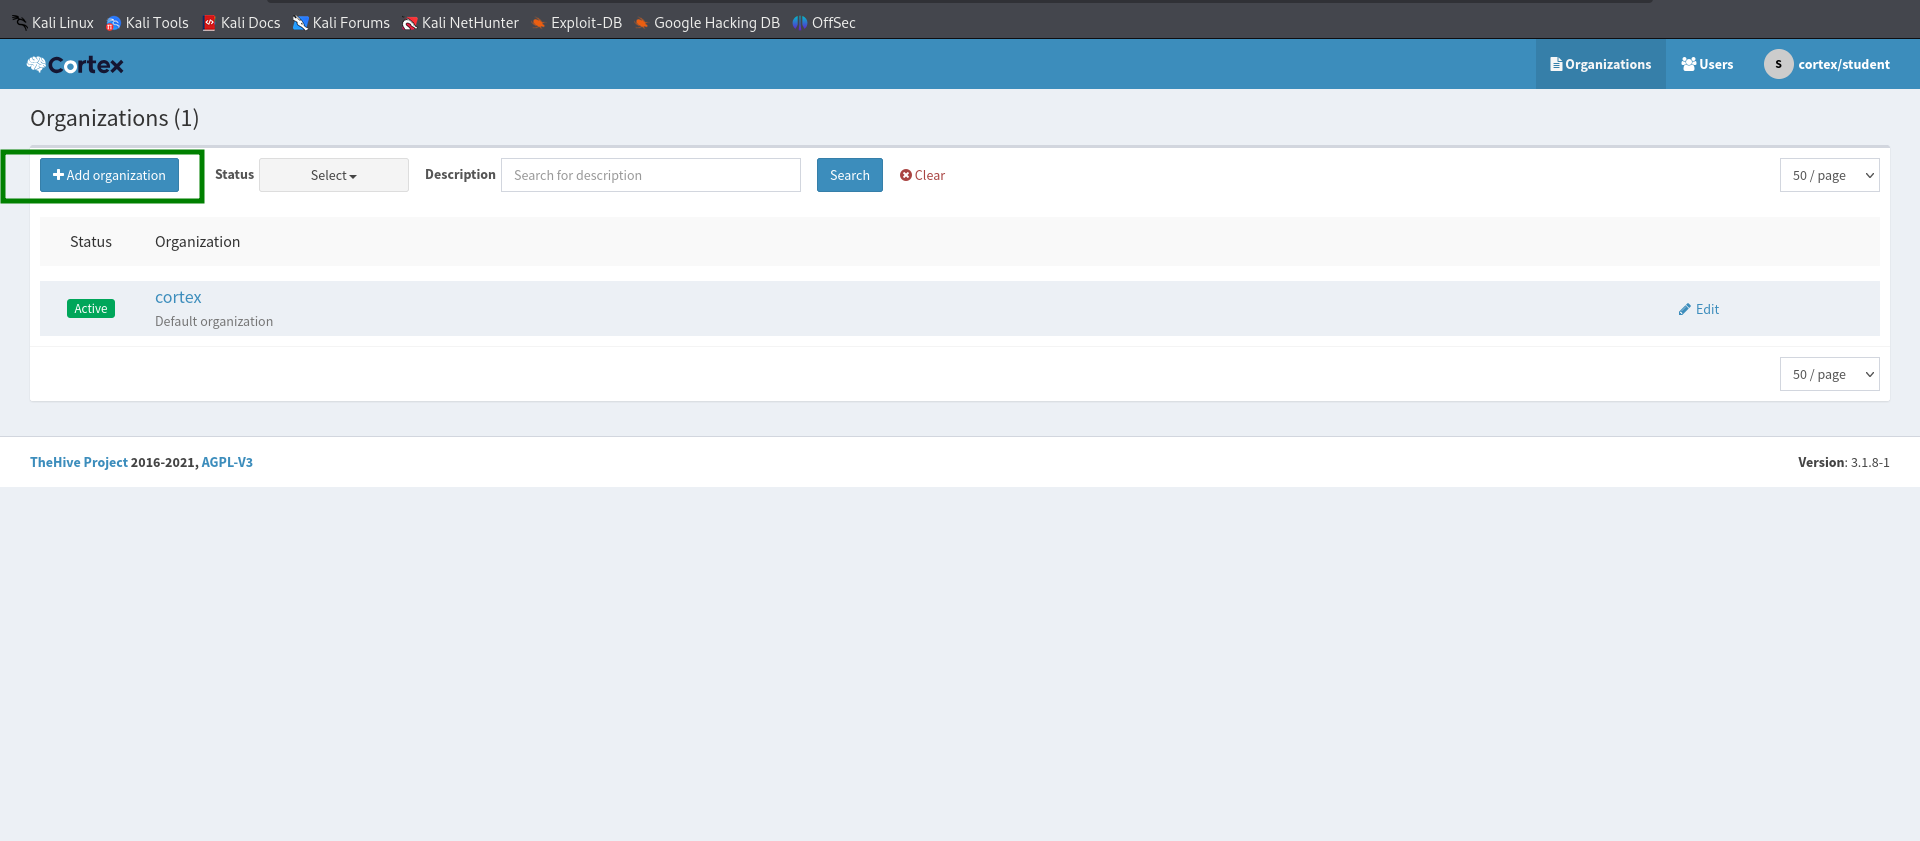 Kali Linux Kali Tools Kali Docs Kali Forums Kali NetHunter Exploit-DB Google Hacking DB OffSec
Cortex Organizations Users S cortex/student
Organizations (1)
Add organization Status Select Description Search for description Search Clear 50 / page
Status Organization
Active cortex Edit
Default organization
50 / page
TheHive Project 2016-2021, AGPL-V3 Version: 3.1.8-1